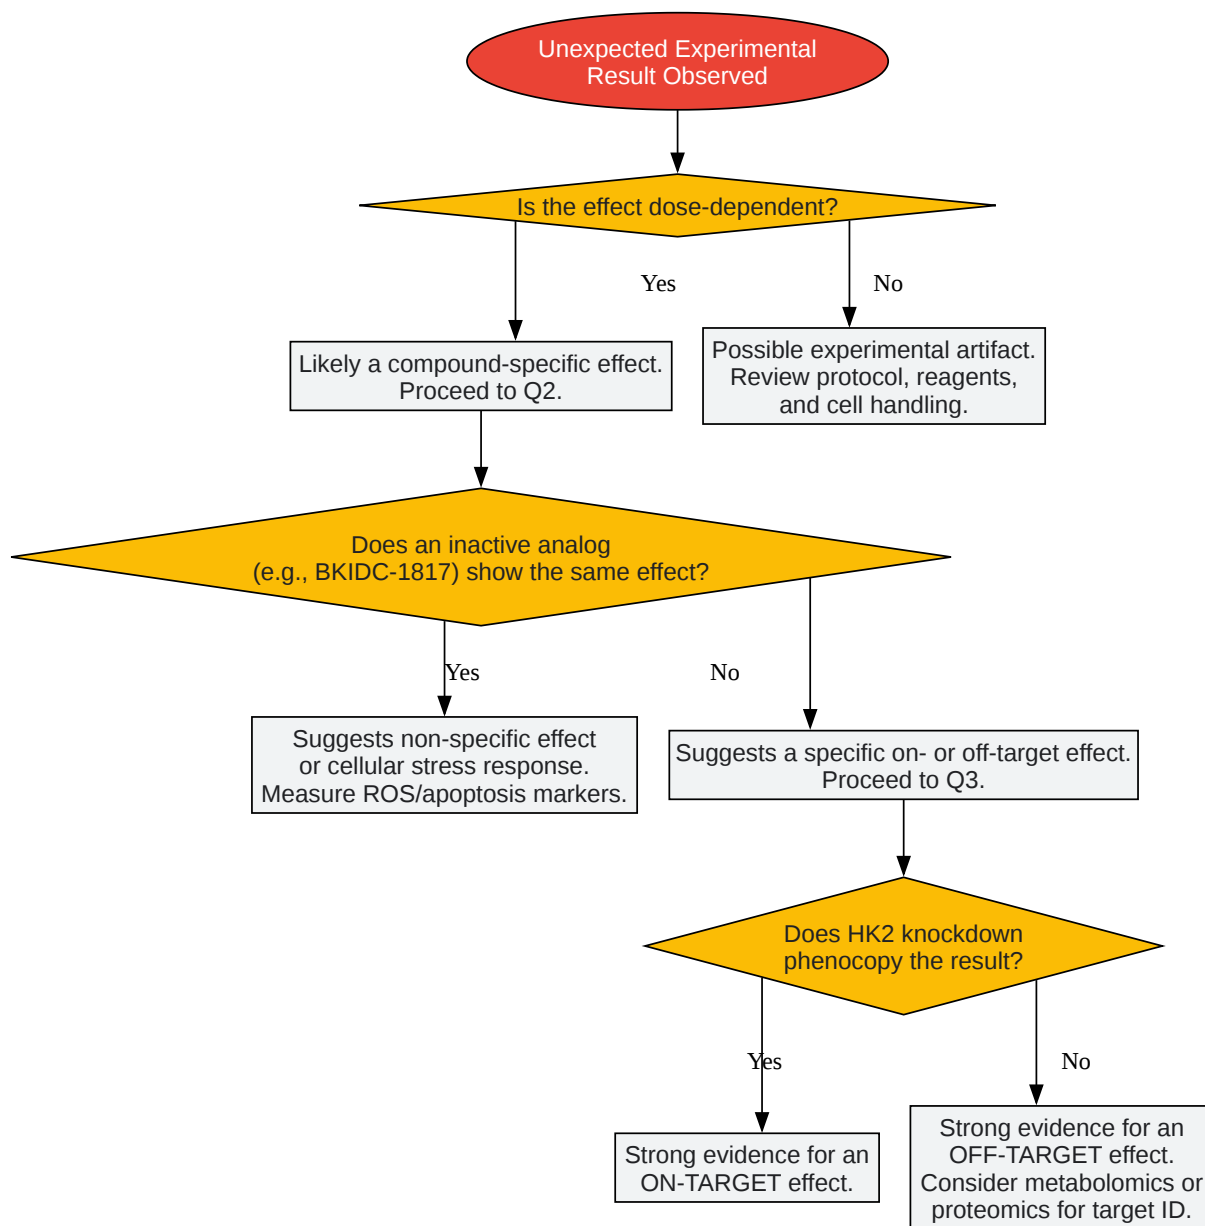 Unexpected Experimental
Result Observed
Is the effect dose-dependent?
Yes
No
Likely a compound-specific effect.
Proceed to Q2.
Possible experimental artifact.
Review protocol, reagents,
and cell handling.
Does an inactive analog
(e.g., BKIDC-1817) show the same effect?
Yes
No
Suggests non-specific effect
or cellular stress response.
Measure ROS/apoptosis markers.
Suggests a specific on- or off-target effect.
Proceed to Q3.
Does HK2 knockdown
phenocopy the result?
Yes
No
Strong evidence for an
ON-TARGET effect.
Strong evidence for an
OFF-TARGET effect.
Consider metabolomics or
proteomics for target ID.